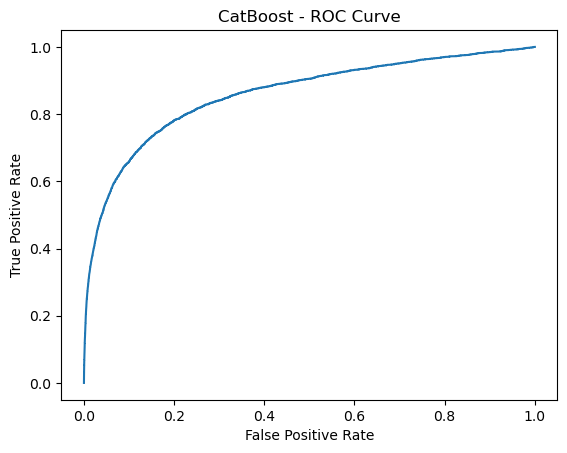 CatBoost - ROC Curve
True Positive Rate
1.0
0.8
0.6
0.4
0.2
0.0
0.0 0.2 0.4 0.6 0.8 1.0
False Positive Rate